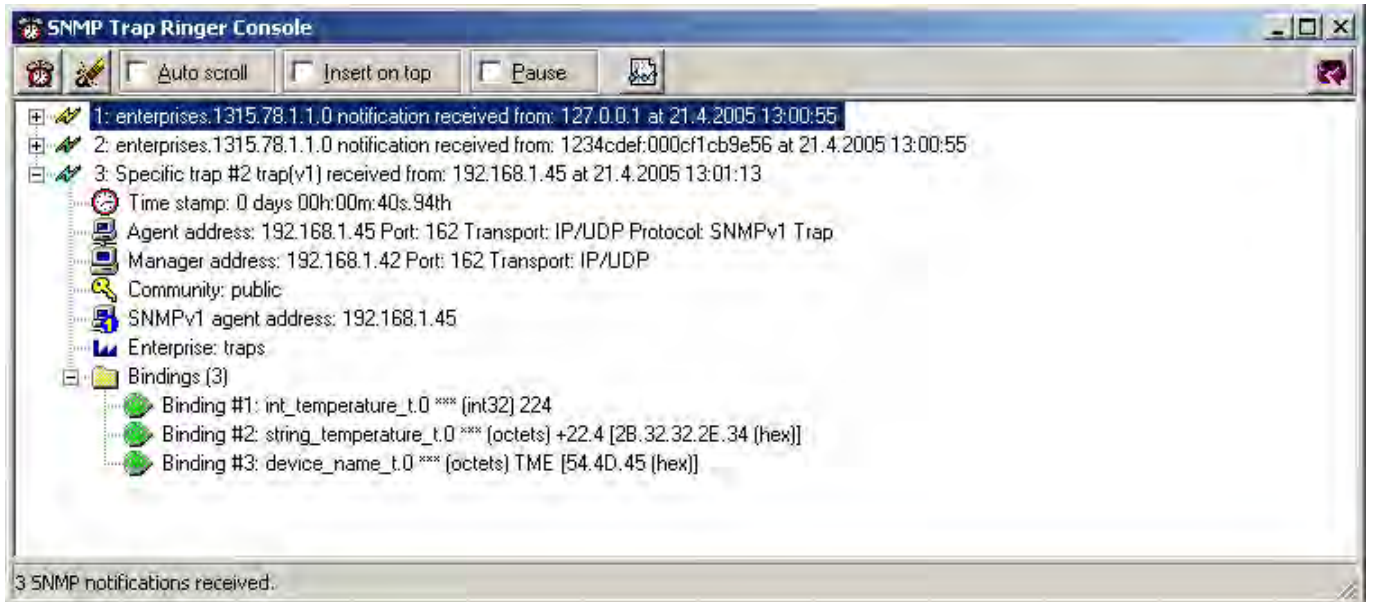 SNMP Trap Ringer Console
Auto scroll Insert on top Pause
1: enterprises.1315.78.1.1.0 notification received from: 127.0.0.1 at 21.4.2005 13:00:55
2: enterprises.1315.78.1.1.0 notification received from: 1234cdef:000cf1cb9e56 at 21.4.2005 13:00:55
3: Specific trap #2 trap(v1) received from: 192.168.1.45 at 21.4.2005 13:01:13
Time stamp: 0 days 00h:00m:40s.94th
Agent address: 192.168.1.45 Port: 162 Transport: IP/UDP Protocol: SNMPv1 Trap
Manager address: 192.168.1.42 Port: 162 Transport: IP/UDP
Community: public
SNMPv1 agent address: 192.168.1.45
Enterprise: traps
Bindings (3)
Binding #1: int_temperature_t.0 *** (int32) 224
Binding #2: string_temperature_t.0 *** (octets) +22.4 [2B.32.32.2E.34 (hex)]
Binding #3: device_name_t.0 *** (octets) TME [54.4D.45 (hex)]
3 SNMP notifications received.